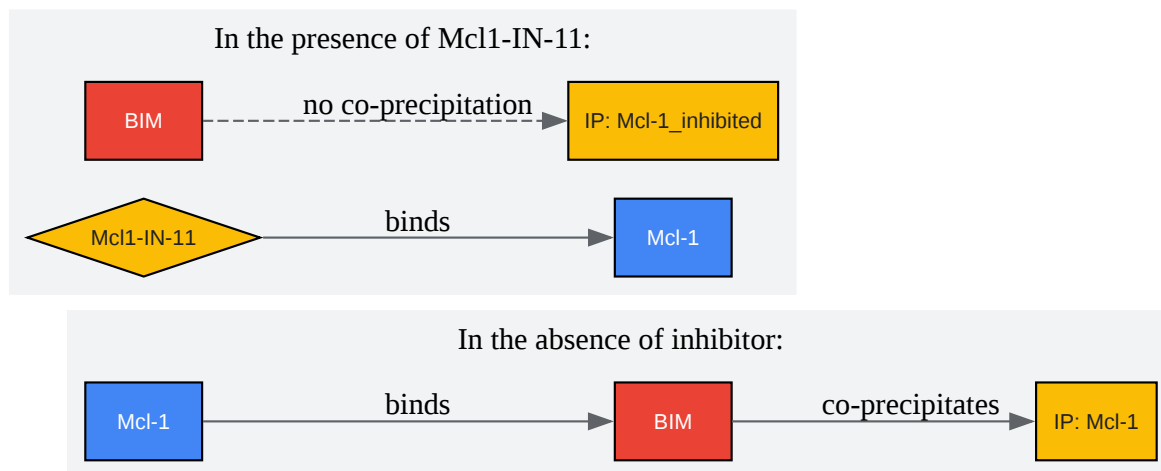 In the presence of Mcl1-IN-11:
BIM
no co-precipitation
IP: Mcl-1_inhibited
Mcl1-IN-11
binds
Mcl-1
In the absence of inhibitor:
Mcl-1
binds
BIM
co-precipitates
IP: Mcl-1